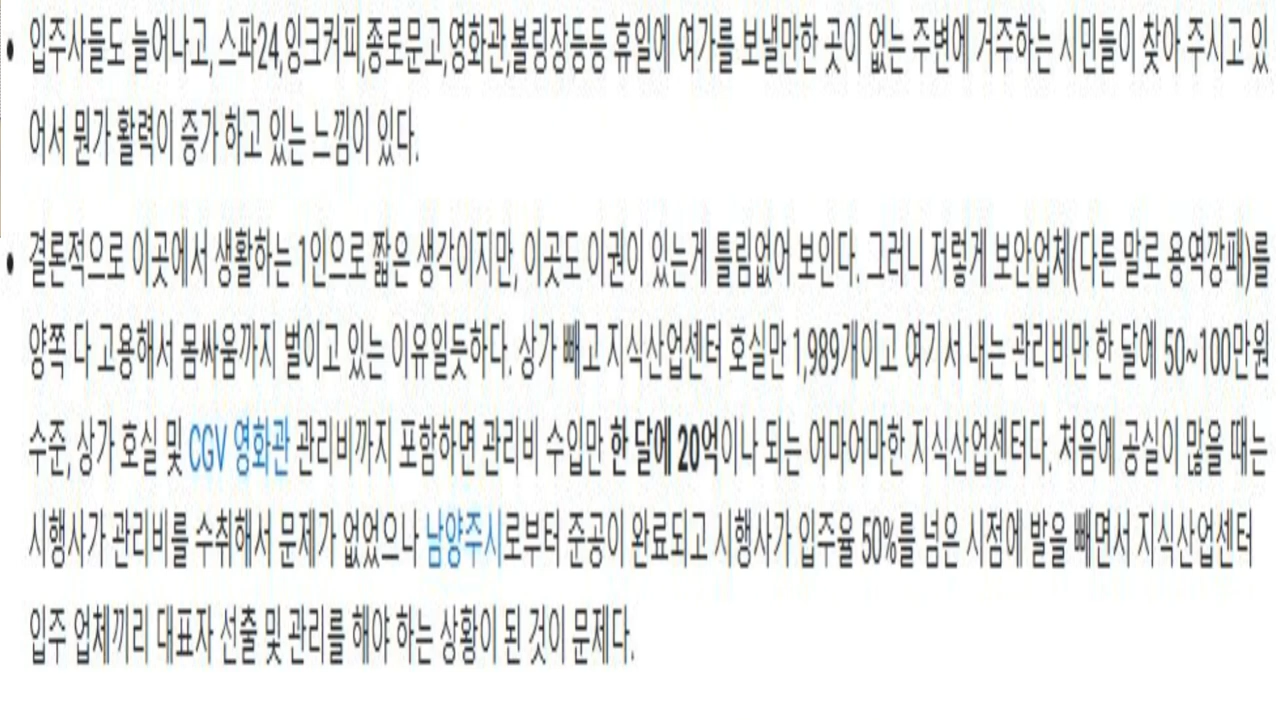 • 입주사들도 늘어나고, 스파24,잉크커피,종로문고,영화관,볼링장등등 휴일에 여가를 보낼만한 곳이 없는 주변에 거주하는 시민들이 찾아 주시고 있
어서 뭔가 활력이 증가 하고 있는 느낌이 있다.
• 결론적으로 이곳에서 생활하는 1인으로 짧은 생각이지만, 이곳도 이권이 있는게 틀림없어 보인다. 그러니 저렇게 보안업체(다른 말로 용역깡패)를
양쪽 다 고용해서 몸싸움까지 벌이고 있는 이유일듯하다. 상가 빼고 지식산업센터 호실만 1,989개이고 여기서 내는 관리비만 한 달에 50~100만원
수준, 상가 호실 및 CGV 영화관 관리비까지 포함하면 관리비 수입만 한 달에 20억이나 되는 어마어마한 지식산업센터다. 처음에 공실이 많을 때는
시행사가 관리비를 수취해서 문제가 없었으나 남양주시로부터 준공이 완료되고 시행사가 입주율 50%를 넘은 시점에 발을 빼면서 지식산업센터
입주 업체끼리 대표자 선출 및 관리를 해야 하는 상황이 된 것이 문제다.